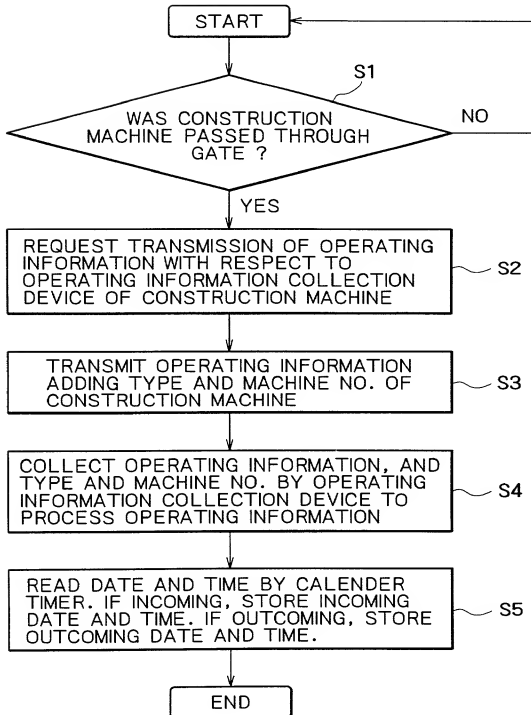 START
S1
WAS CONSTRUCTION
MACHINE PASSED THROUGH
GATE ?
NO
YES
REQUEST TRANSMISSION OF OPERATING
INFORMATION WITH RESPECT TO
OPERATING INFORMATION COLLECTION
DEVICE OF CONSTRUCTION MACHINE
S2
TRANSMIT OPERATING INFORMATION
ADDING TYPE AND MACHINE NO. OF
CONSTRUCTION MACHINE
S3
COLLECT OPERATING INFORMATION, AND
TYPE AND MACHINE NO. BY OPERATING
INFORMATION COLLECTION DEVICE TO
PROCESS OPERATING INFORMATION
S4
READ DATE AND TIME BY CALENDER
TIMER. IF INCOMING, STORE INCOMING
DATE AND TIME. IF OUTCOMING, STORE
OUTCOMING DATE AND TIME.
S5
END